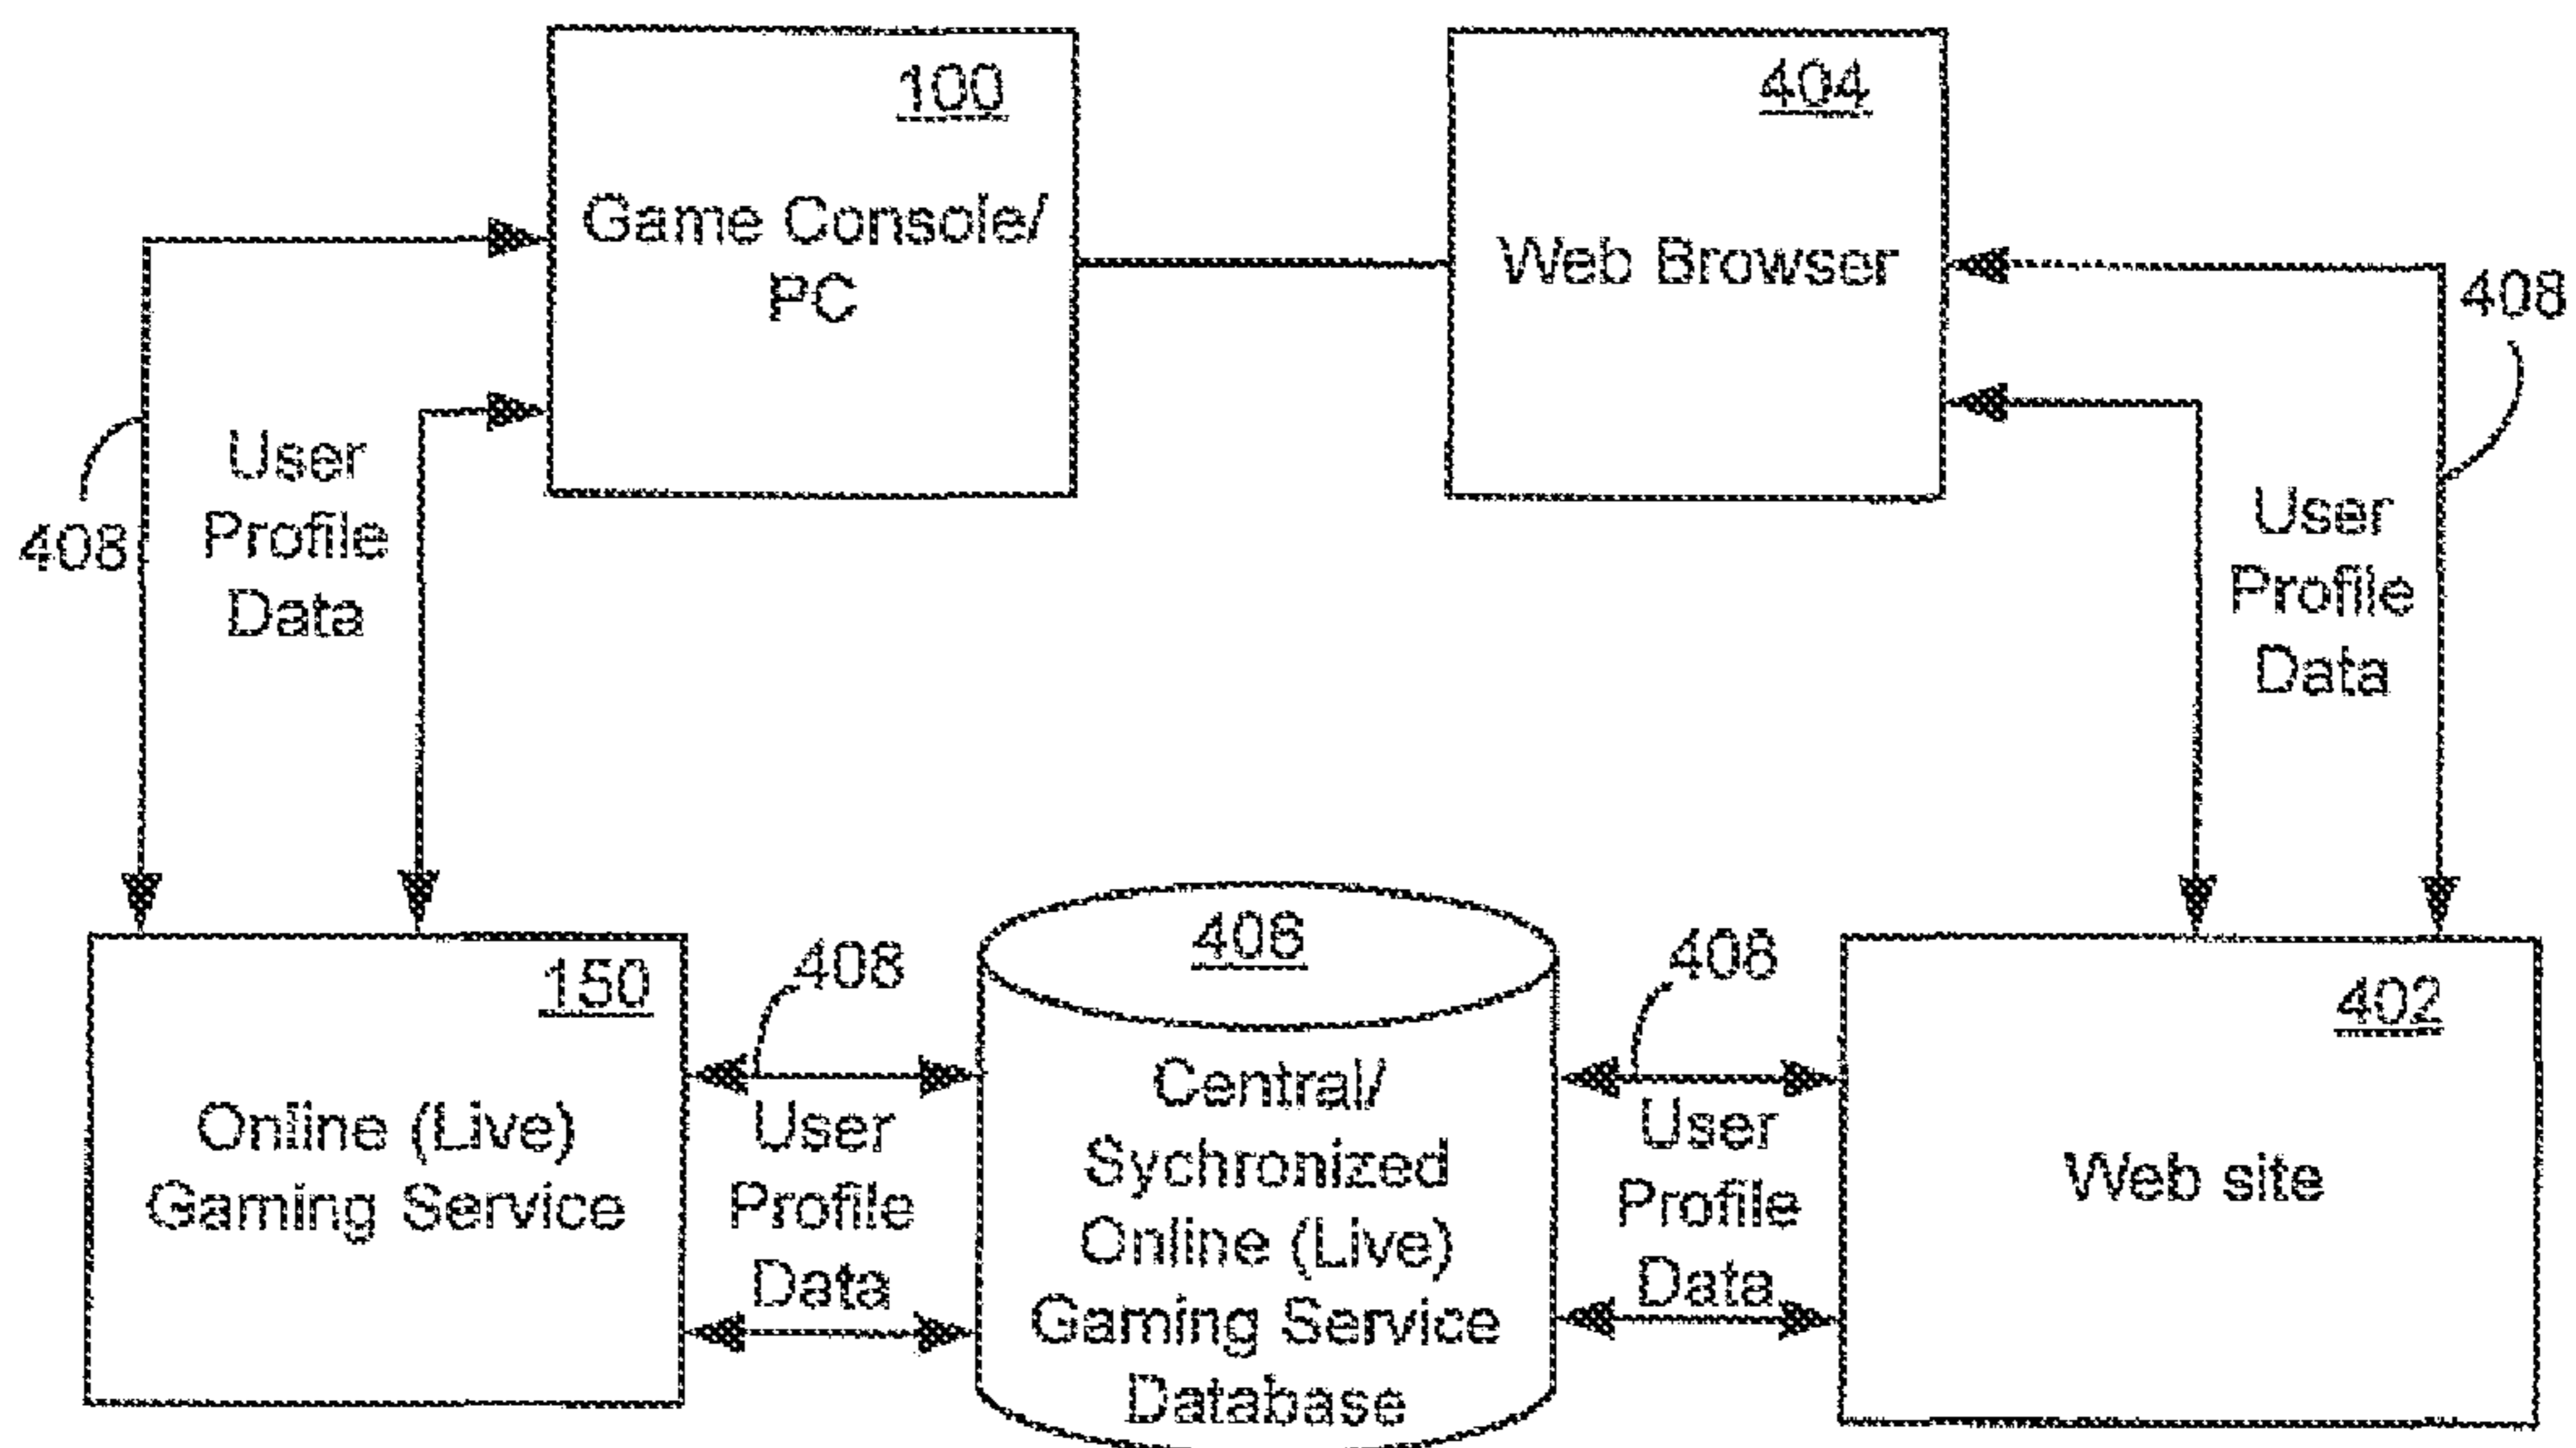 100
Game Console/
PC
404
Web Browser
408
User
Profile
Data
408
User
Profile
Data
150
Online (Live)
Gaming Service
408
User
Profile
Data
406
Central/
Sychronized
Online (Live)
Gaming Service
Database
408
User
Profile
Data
402
Web site